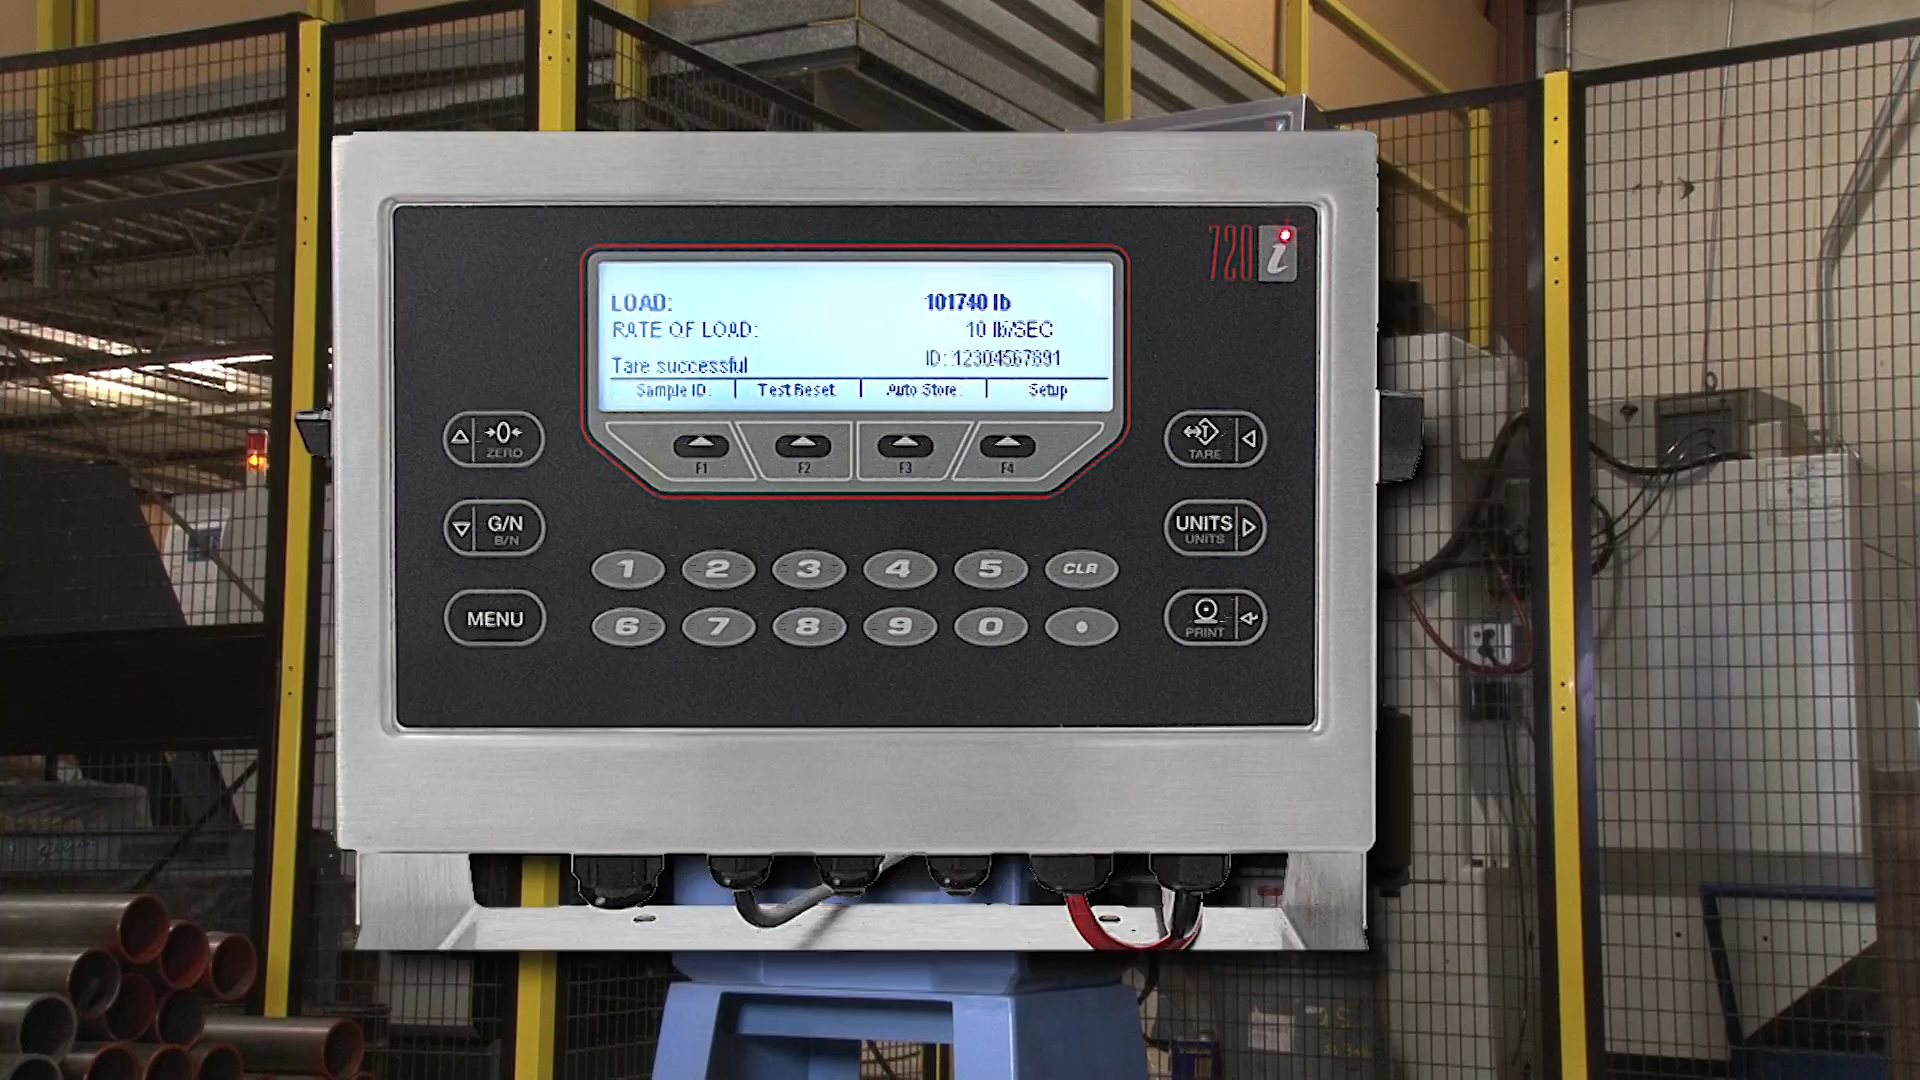 720i
LOAD: 101740 lb
RATE OF LOAD: 10 lb/SEC
Tare successful ID: 12304567891
Sample ID. Test Reset Auto Store Setup
F1 F2 F3 F4
ZERO
TARE
G/N
B/N
UNITS
UNITS
1 2 3 4 5 CLR
MENU
6 7 8 9 0 .
PRINT